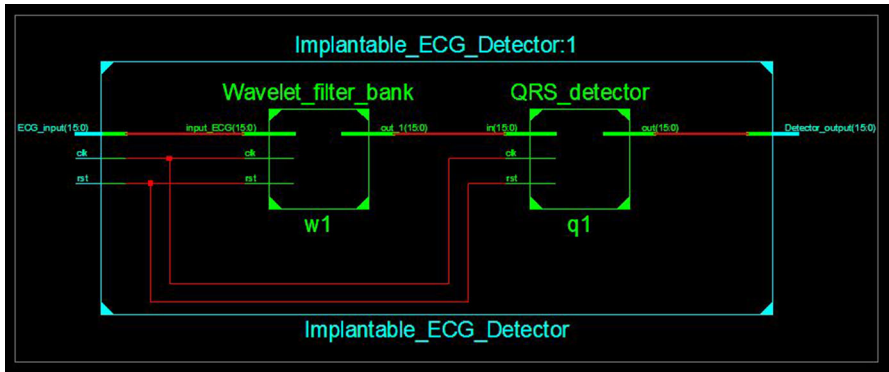 Implantable_ECG_Detector:1
Wavelet_filter_bank QRS_detector
ECG_input(15:0) input_ECG(15:0) out_1(15:0) in(15:0) out(15:0) Detector_output(15:0)
clk clk clk
rst rst rst
w1 q1
Implantable_ECG_Detector